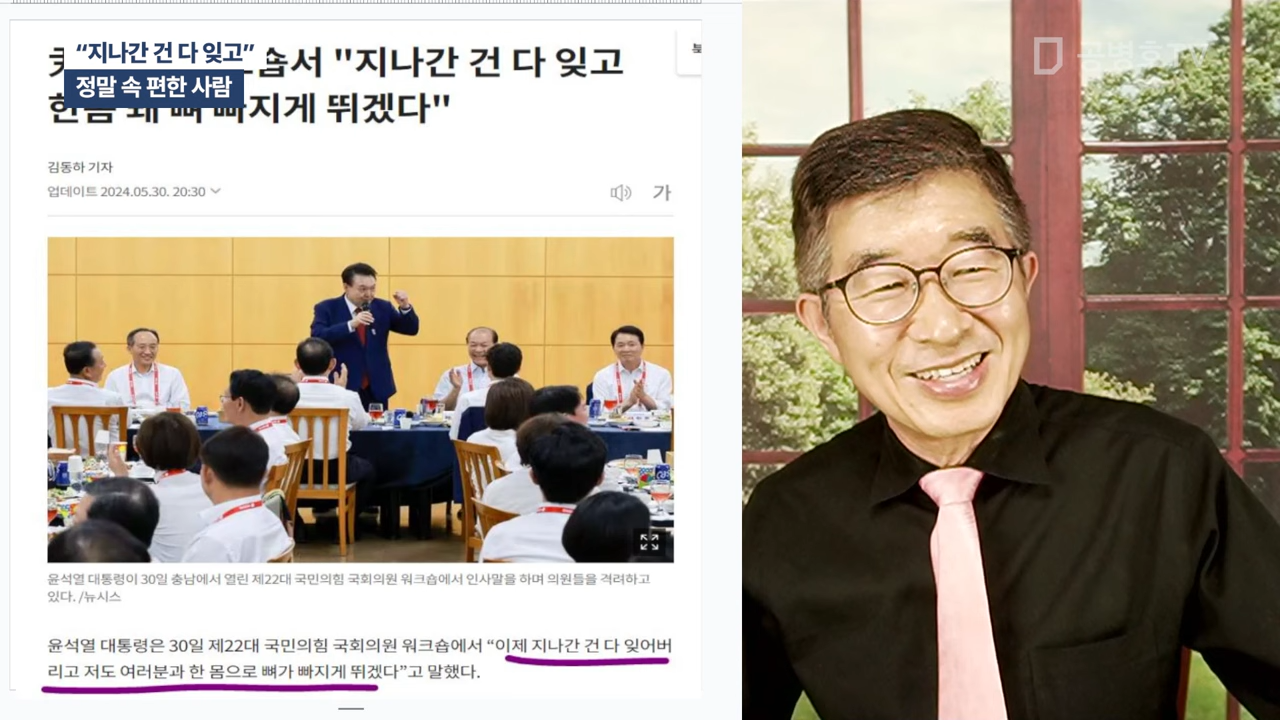 “지나간 건 다 잊고”
정말 속 편한 사람
숍서 "지나간 건 다 잊고
빠지게 뛰겠다"
김동하 기자
업데이트 2024.05.30. 20:30
가
윤석열 대통령이 30일 충남에서 열린 제22대 국민의힘 국회의원 워크숍에서 인사말을 하며 의원들을 격려하고
있다. /뉴시스
윤석열 대통령은 30일 제22대 국민의힘 국회의원 워크숍에서 “이제 지나간 건 다 잊어버
리고 저도 여러분과 한 몸으로 뼈가 빠지게 뛰겠다”고 말했다.
공병호TV